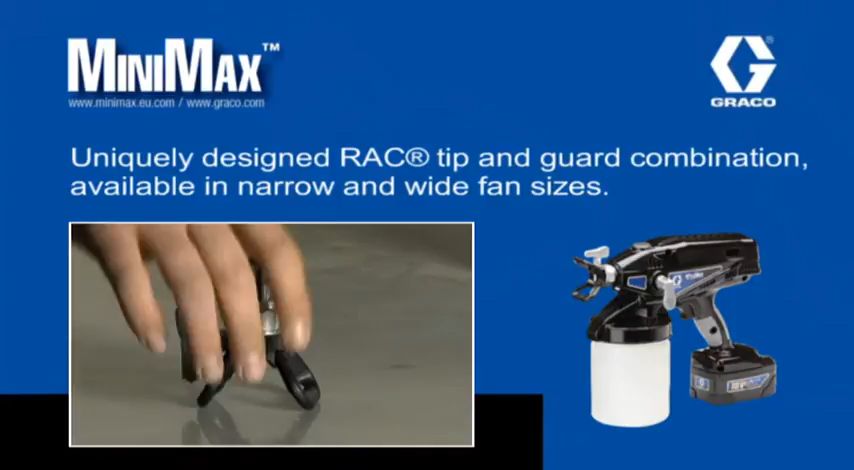 MINIMAX™
www.minimax.eu.com / www.graco.com
GRACO
Uniquely designed RAC® tip and guard combination,
available in narrow and wide fan sizes.